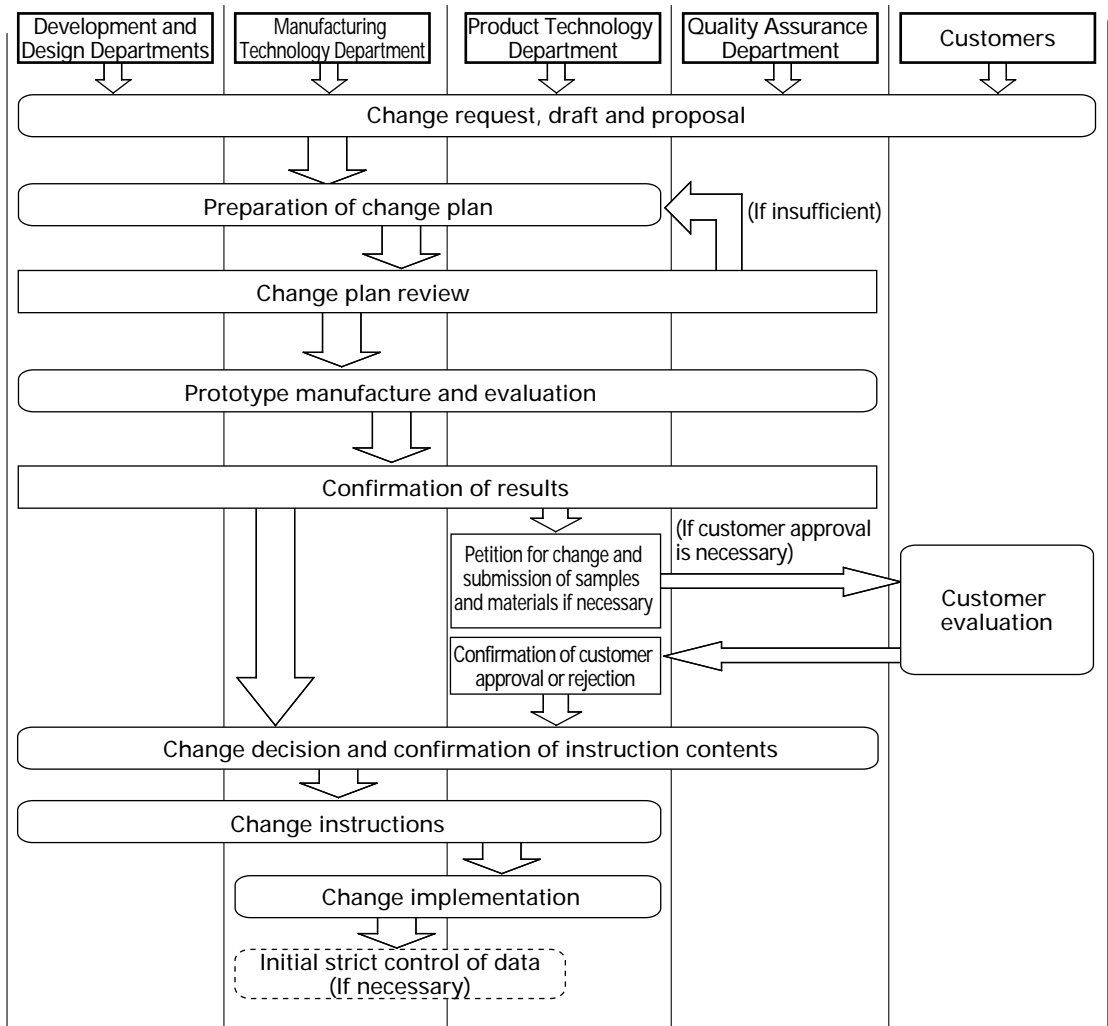 Development and
Design Departments
Manufacturing
Technology Department
Product Technology
Department
Quality Assurance
Department
Customers
Change request, draft and proposal
Preparation of change plan
(If insufficient)
Change plan review
Prototype manufacture and evaluation
Confirmation of results
(If customer approval
is necessary)
Petition for change and
submission of samples
and materials if necessary
Customer
evaluation
Confirmation of customer
approval or rejection
Change decision and confirmation of instruction contents
Change instructions
Change implementation
Initial strict control of data
(If necessary)